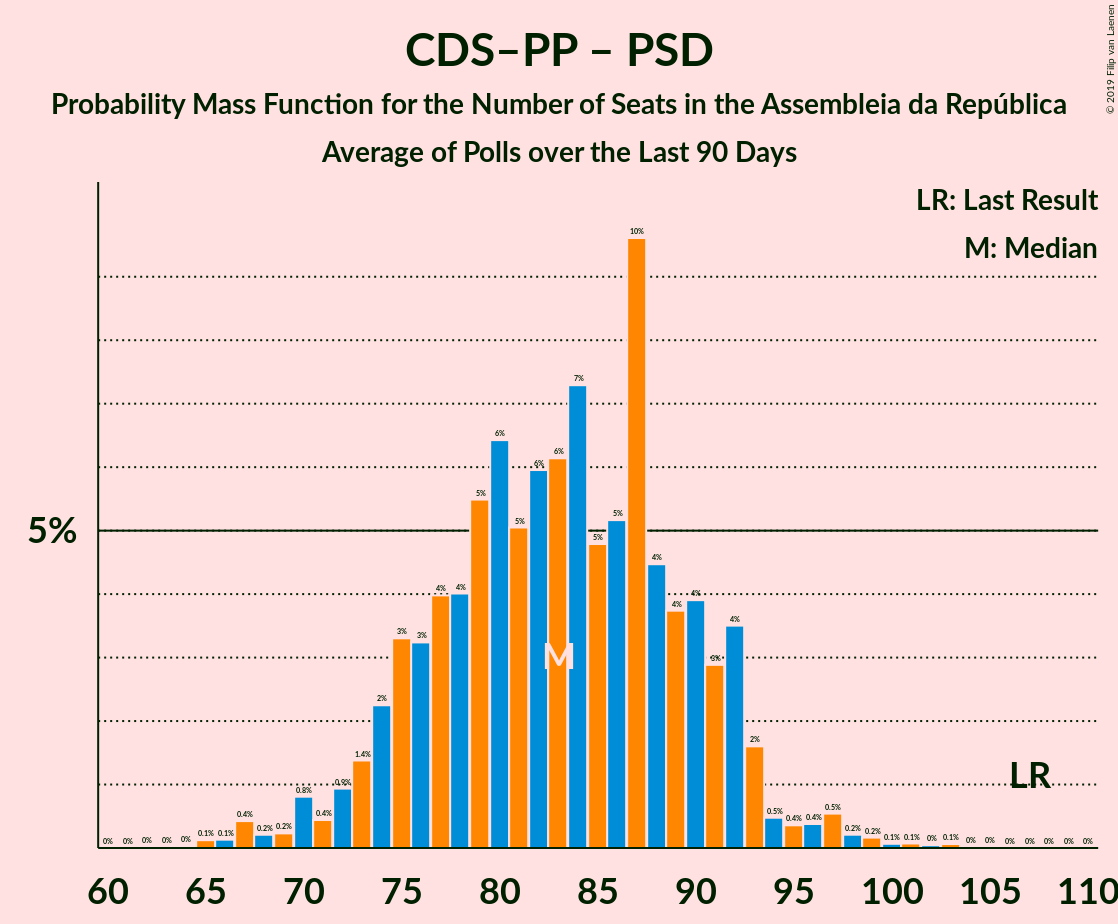 CDS–PP – PSD
Probability Mass Function for the Number of Seats in the Assembleia da República
Average of Polls over the Last 90 Days
© 2019 Filip van Laenen
LR: Last Result
M: Median
10%
7%
6% 6% 6%
5% 5% 5% 5%
5%
4% 4% 4% 4% 4% 4%
3% 3% 3%
M
2% 2%
1.4%
LR
0% 0% 0% 0% 0% 0.1% 0.1% 0.4% 0.2% 0.2% 0.8% 0.4% 0.9% 0.5% 0.4% 0.4% 0.5% 0.2% 0.2% 0.1% 0.1% 0% 0.1% 0% 0% 0% 0% 0% 0% 0%
60 65 70 75 80 85 90 95 100 105 110